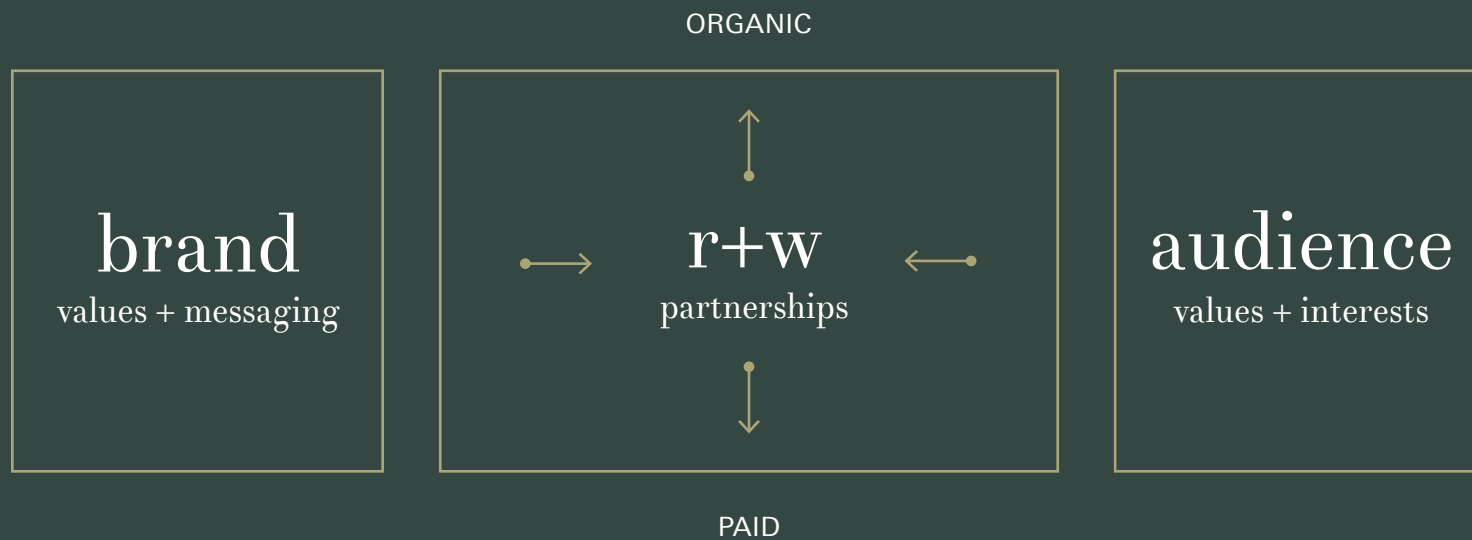 ORGANIC
brand
values + messaging
r+w
partnerships
audience
values + interests
PAID